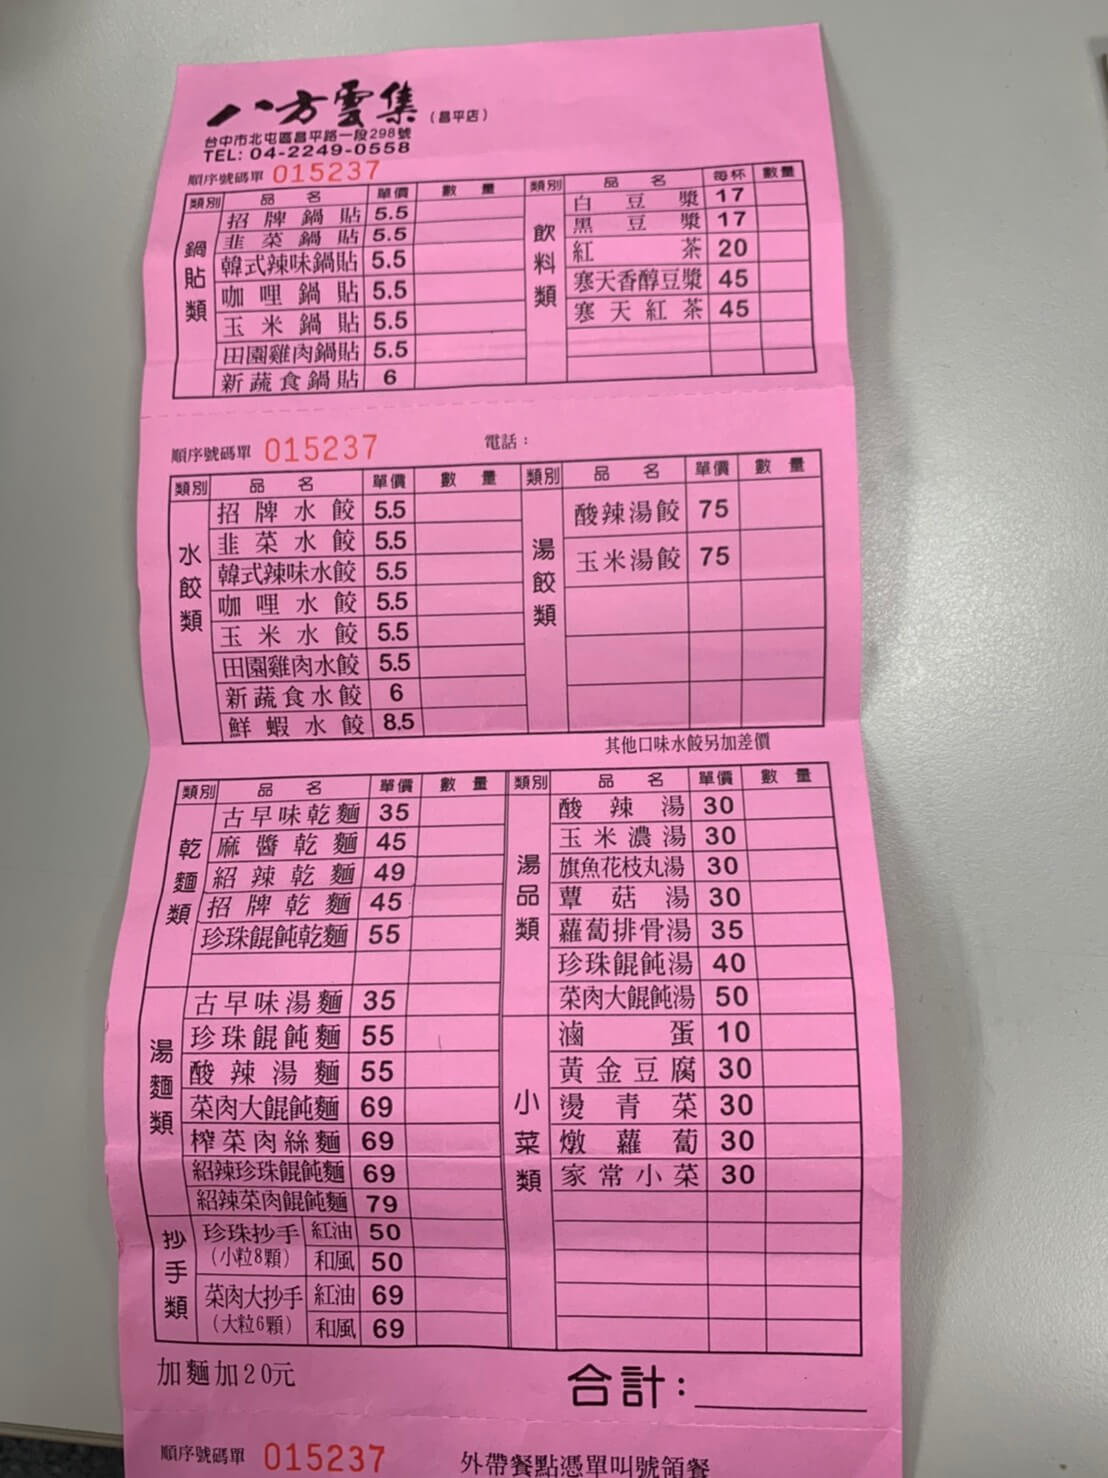 八方雲集(昌平店)
台中市北屯區昌平路一段298號
TEL: 04-2249-0558
順序號碼單 015237
類別 品名 單價 數量 類別 品名 每杯 數量
鍋貼類
招牌鍋貼 5.5
韭菜鍋貼 5.5
韓式辣味鍋貼 5.5
咖哩鍋貼 5.5
玉米鍋貼 5.5
田園雞肉鍋貼 5.5
新蔬食鍋貼 6
飲料類
白豆漿 17
黑豆漿 17
紅茶 20
寒天香醇豆漿 45
寒天紅茶 45
順序號碼單 015237 電話:
類別 品名 單價 數量 類別 品名 單價 數量
水餃類
招牌水餃 5.5
韭菜水餃 5.5
韓式辣味水餃 5.5
咖哩水餃 5.5
玉米水餃 5.5
田園雞肉水餃 5.5
新蔬食水餃 6
鮮蝦水餃 8.5
湯餃類
酸辣湯餃 75
玉米湯餃 75
其他口味水餃另加差價
類別 品名 單價 數量 類別 品名 單價 數量
乾麵類
古早味乾麵 35
麻醬乾麵 45
紹辣乾麵 49
招牌乾麵 45
珍珠餛飩乾麵 55
湯麵類
古早味湯麵 35
珍珠餛飩麵 55
酸辣湯麵 55
菜肉大餛飩麵 69
榨菜肉絲麵 69
紹辣珍珠餛飩麵 69
紹辣菜肉餛飩麵 79
抄手類
珍珠抄手(小粒8顆) 紅油 50
和風 50
菜肉大抄手(大粒6顆) 紅油 69
和風 69
湯品類
酸辣湯 30
玉米濃湯 30
旗魚花枝丸湯 30
蕈菇湯 30
蘿蔔排骨湯 35
珍珠餛飩湯 40
菜肉大餛飩湯 50
小菜類
滷蛋 10
黃金豆腐 30
燙青菜 30
燉蘿蔔 30
家常小菜 30
加麵加20元
合計:
順序號碼單 015237 外帶餐點憑單叫號領餐